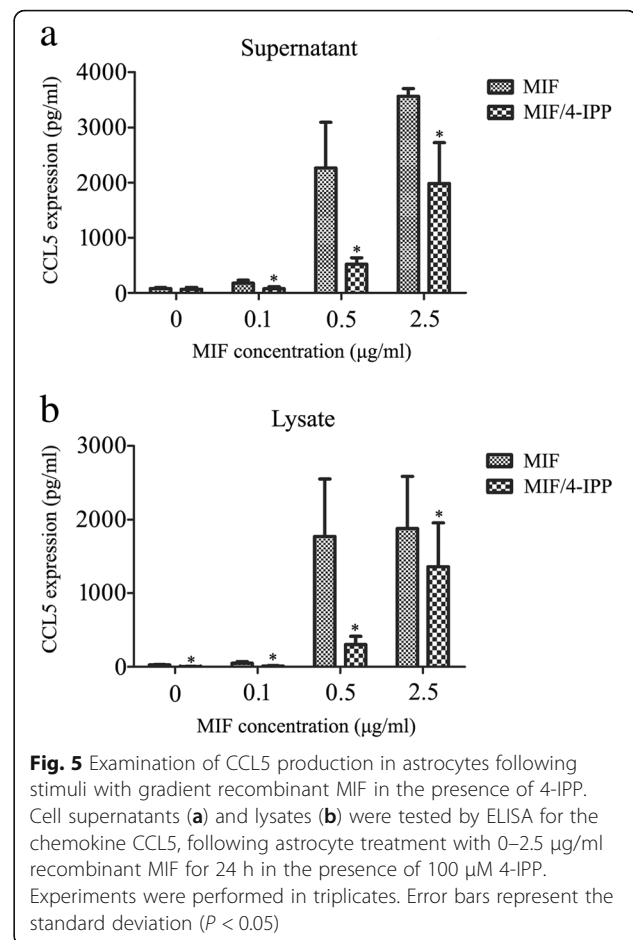 a
Supernatant
4000
3000
2000
1000
0
CCL5 expression (pg/ml)
MIF
MIF/4-IPP
*
*
*
0 0.1 0.5 2.5
MIF concentration (µg/ml)
b
Lysate
3000
2000
1000
0
CCL5 expression (pg/ml)
MIF
MIF/4-IPP
*
*
*
*
0 0.1 0.5 2.5
MIF concentration (µg/ml)
Fig. 5 Examination of CCL5 production in astrocytes following
stimuli with gradient recombinant MIF in the presence of 4-IPP.
Cell supernatants (a) and lysates (b) were tested by ELISA for the
chemokine CCL5, following astrocyte treatment with 0–2.5 µg/ml
recombinant MIF for 24 h in the presence of 100 µM 4-IPP.
Experiments were performed in triplicates. Error bars represent the
standard deviation (P < 0.05)